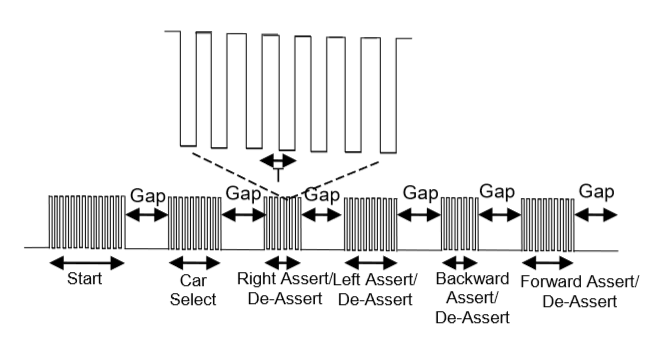 T
Gap Gap Gap Gap Gap Gap
Start
Car
Select
Right Assert/
De-Assert
Left Assert/
De-Assert
Backward
Assert/
De-Assert
Forward Assert/
De-Assert